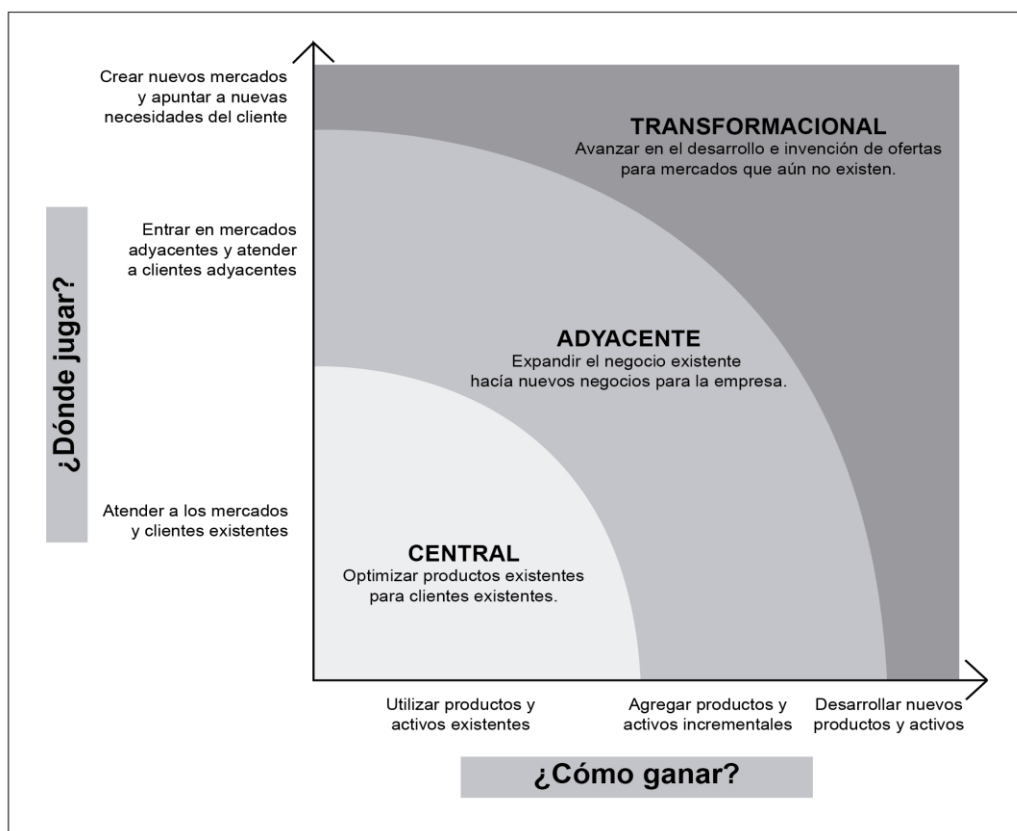 Crear nuevos mercados
y apuntar a nuevas
necesidades del cliente
TRANSFORMACIONAL
Avanzar en el desarrollo e invención de ofertas
para mercados que aún no existen.
¿Dónde jugar?
Entrar en mercados
adyacentes y atender
a clientes adyacentes
ADYACENTE
Expandir el negocio existente
hacía nuevos negocios para la empresa.
Atender a los mercados
y clientes existentes
CENTRAL
Optimizar productos existentes
para clientes existentes.
Utilizar productos y
activos existentes
Agregar productos y
activos incrementales
Desarrollar nuevos
productos y activos
¿Cómo ganar?